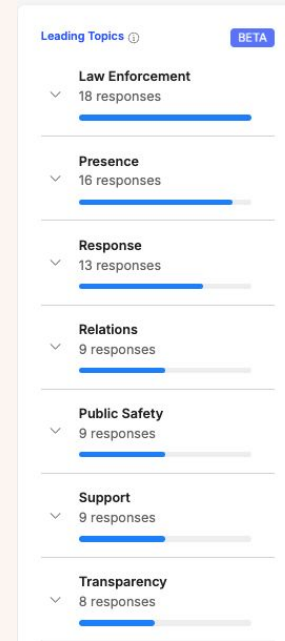 Leading Topics
BETA
Law Enforcement
18 responses
Presence
16 responses
Response
13 responses
Relations
9 responses
Public Safety
9 responses
Support
9 responses
Transparency
8 responses